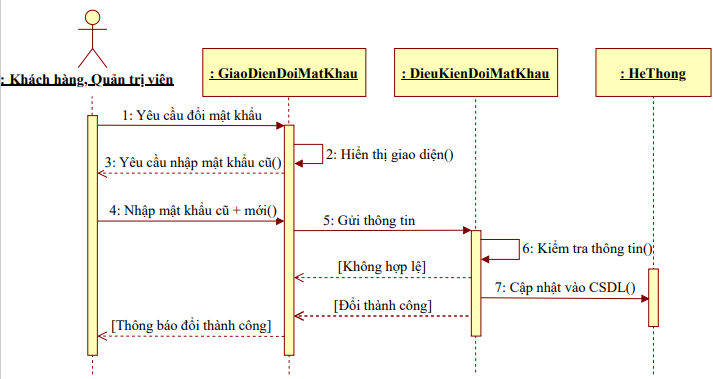 : Khách hàng, Quản trị viên
: GiaoDienDoiMatKhau
: DieuKienDoiMatKhau
: HeThong
1: Yêu cầu đổi mật khẩu
2: Hiển thị giao diện()
3: Yêu cầu nhập mật khẩu cũ()
4: Nhập mật khẩu cũ + mới()
5: Gửi thông tin
6: Kiểm tra thông tin()
[Không hợp lệ]
7: Cập nhật vào CSDL()
[Đổi thành công]
[Thông báo đổi thành công]